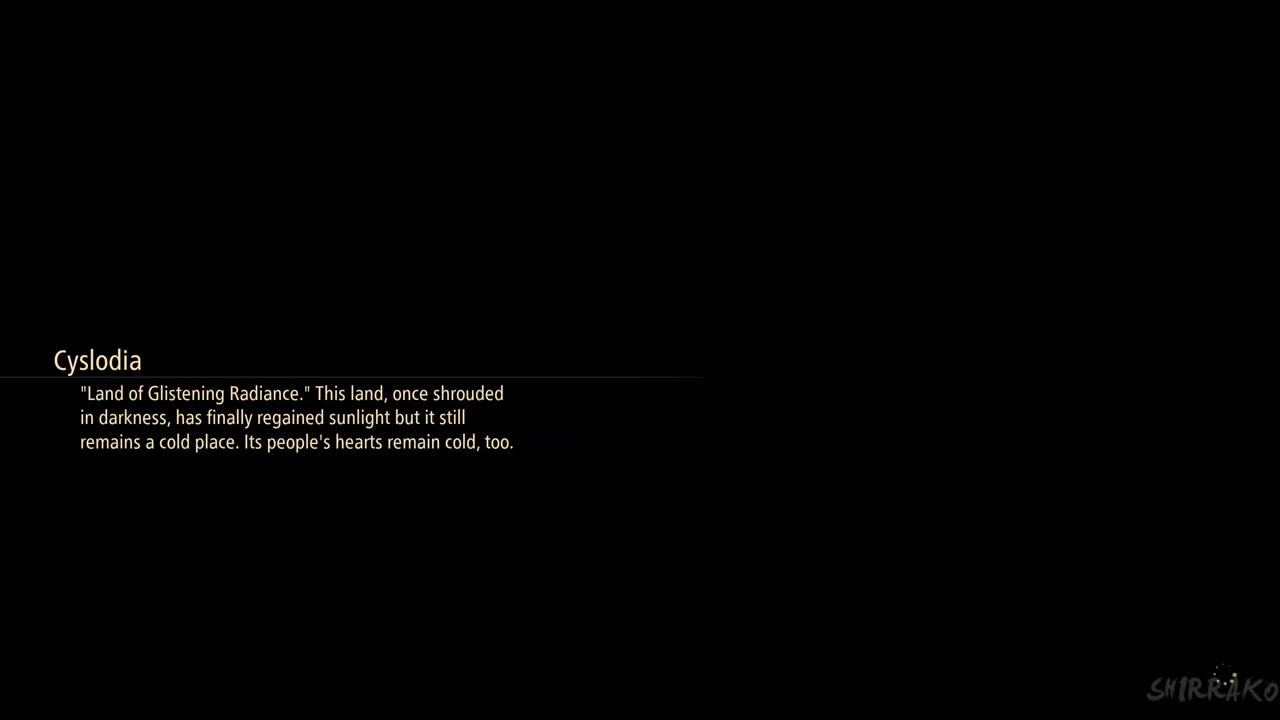 Cyslodia
"Land of Glistening Radiance." This land, once shrouded
in darkness, has finally regained sunlight but it still
remains a cold place. Its people's hearts remain cold, too.
SHIRRAKO